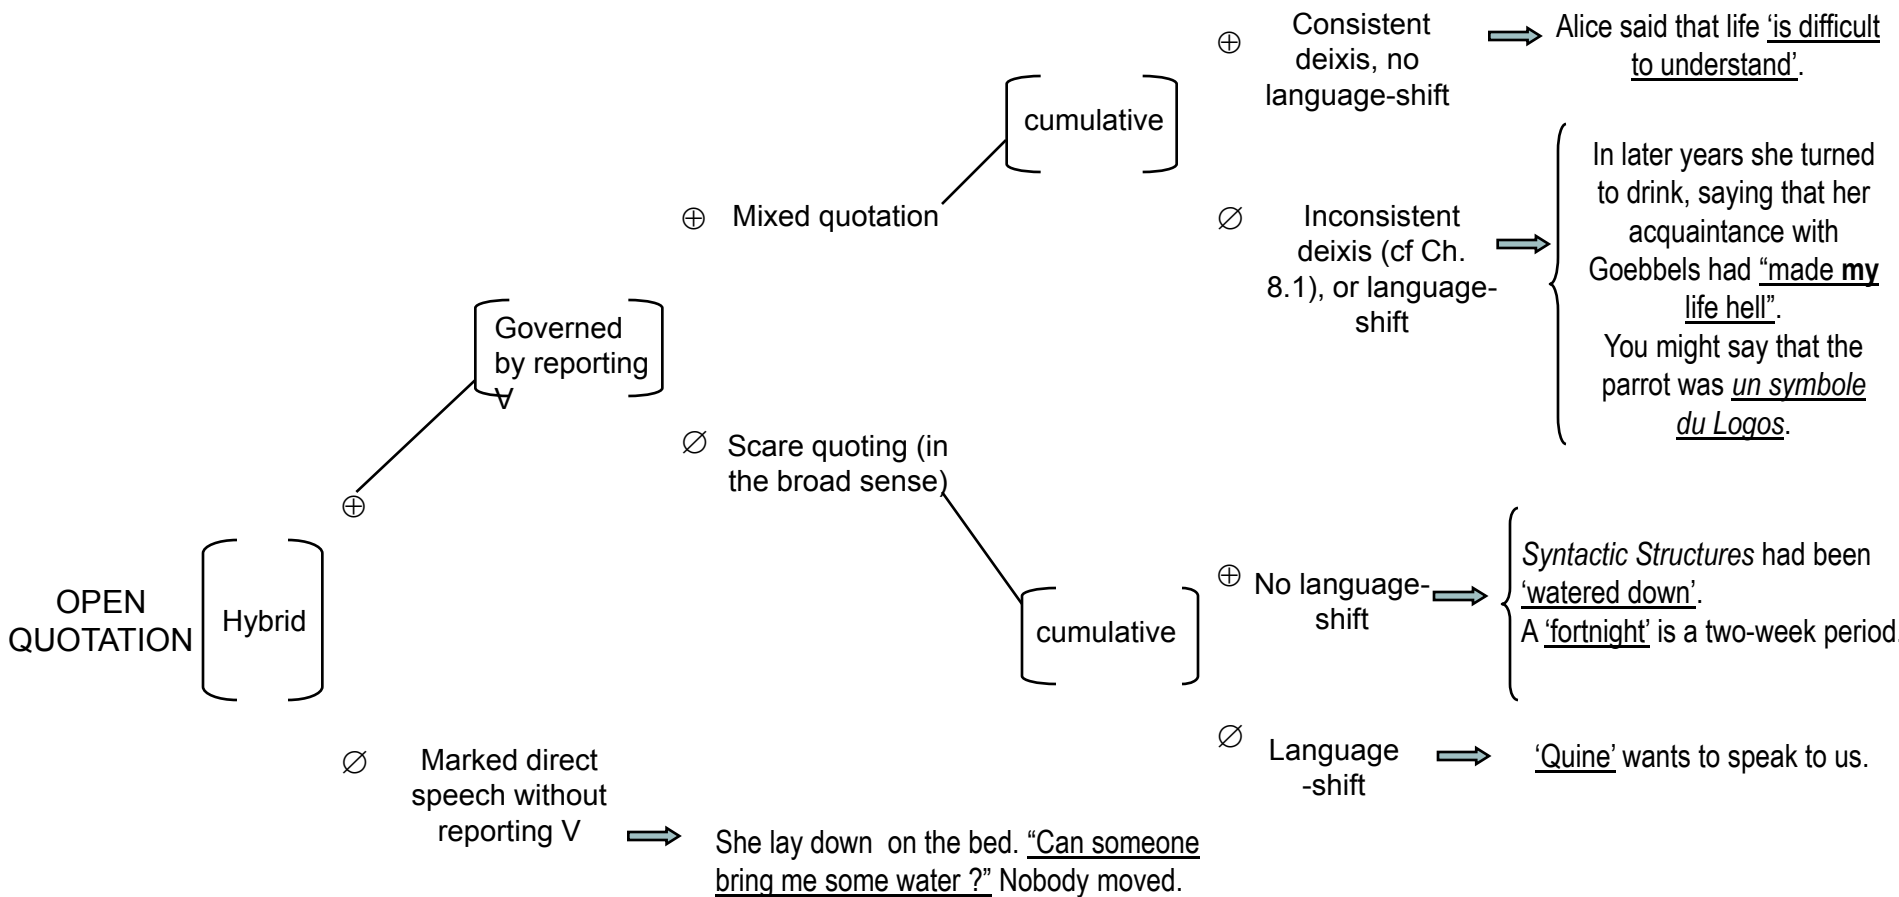 Consistent
deixis, no
language-shift
⊕
Alice said that life ‘is difficult
to understand’.
cumulative
In later years she turned
to drink, saying that her
acquaintance with
Goebbels had “made my
life hell”.
You might say that the
parrot was un symbole
du Logos.
⊕ Mixed quotation
∅
Inconsistent
deixis (cf Ch.
8.1), or language-
shift
Governed
by reporting
V
∅ Scare quoting (in
the broad sense)
⊕
OPEN
QUOTATION
Hybrid
cumulative
⊕ No language-
shift
Syntactic Structures had been
‘watered down’.
A ‘fortnight’ is a two-week period.
∅ Language
-shift
‘Quine’ wants to speak to us.
∅ Marked direct
speech without
reporting V
She lay down on the bed. “Can someone
bring me some water ?” Nobody moved.